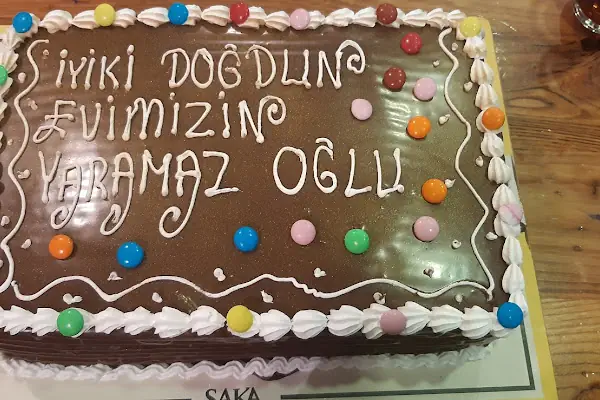 İYİKİ DOĞDUN
EVİMİZİN
YARAMAZ OĞLU
SAKA